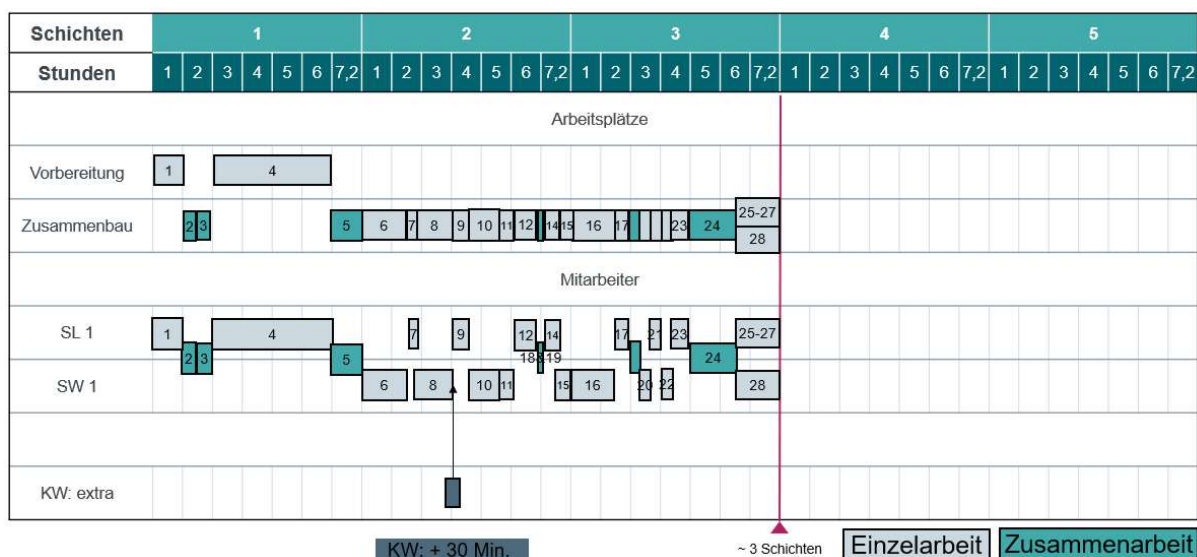 Schichten 1 2 3 4 5
Stunden 1 2 3 4 5 6 7,2 1 2 3 4 5 6 7,2 1 2 3 4 5 6 7,2 1 2 3 4 5 6 7,2 1 2 3 4 5 6 7,2
Arbeitsplätze
Vorbereitung 1 4
25-27
Zusammenbau 2 3 5 6 7 8 9 10 11 12 14 15 16 17 23 24
28
Mitarbeiter
SL 1 1 4 7 9 12 14 17 21 23 25-27
2 3 5 24
SW 1 6 8 10 11 15 16 20 22 28
KW: extra
KW: + 30 Min.
~ 3 Schichten
Einzelarbeit
Zusammenarbeit